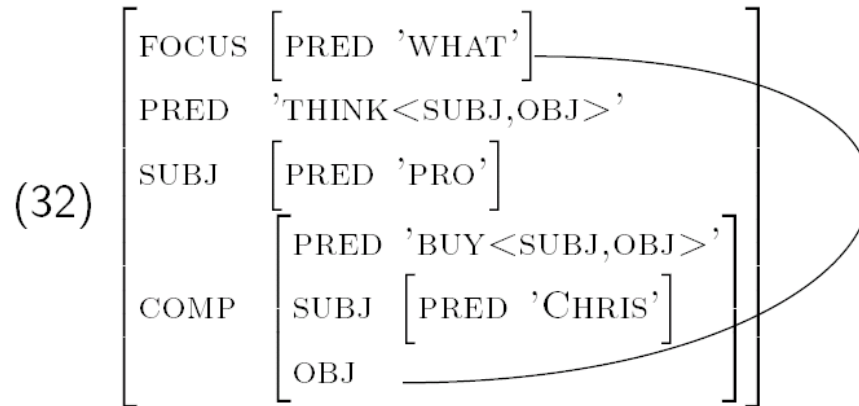 FOCUS [PRED 'WHAT']
PRED 'THINK<SUBJ,OBJ>'
SUBJ [PRED 'PRO']
(32)
PRED 'BUY<SUBJ,OBJ>'
COMP SUBJ [PRED 'CHRIS']
OBJ